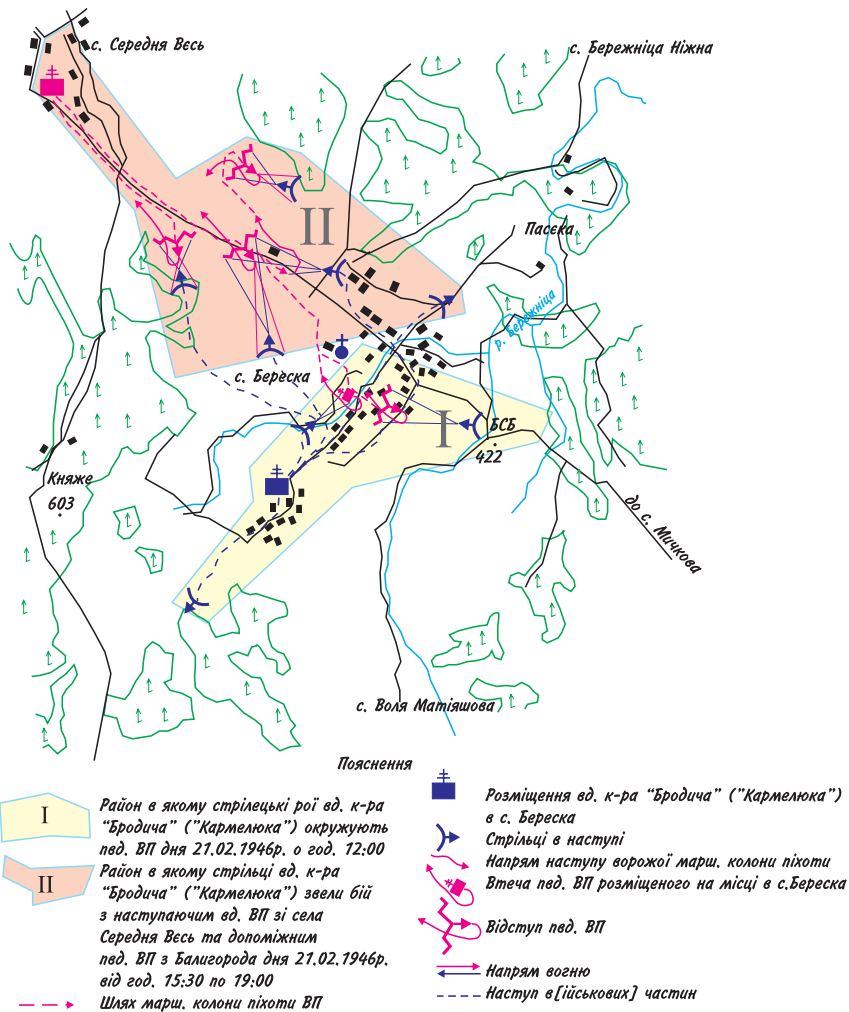 с. Середня Вєсь
с. Бережніца Ніжна
II
Пасєка
р. Бережніца
с. Береска
I
БСБ
422
Княже
603
до с. Мичкова
с. Воля Матіяшова
Пояснення
I
Район в якому стрілецькі рої вд. к-ра
“Бродича” (”Кармелюка”) окружують
пвд. ВП дня 21.02.1946р. о год. 12:00
II
Район в якому стрільці вд. к-ра
“Бродича” (”Кармелюка”) звели бій
з наступаючим вд. ВП зі села
Середня Вєсь та допоміжним
пвд. ВП з Балигорода дня 21.02.1946р.
від год. 15:30 по 19:00
Шлях марш. колони піхоти ВП
Розміщення вд. к-ра “Бродича” (”Кармелюка”)
в с. Береска
Стрільці в наступі
Напрям наступу ворожої марш. колони піхоти
Втеча пвд. ВП розміщеного на місці в с.Береска
Відступ пвд. ВП
Напрям вогню
Наступ в[ійськових] частин